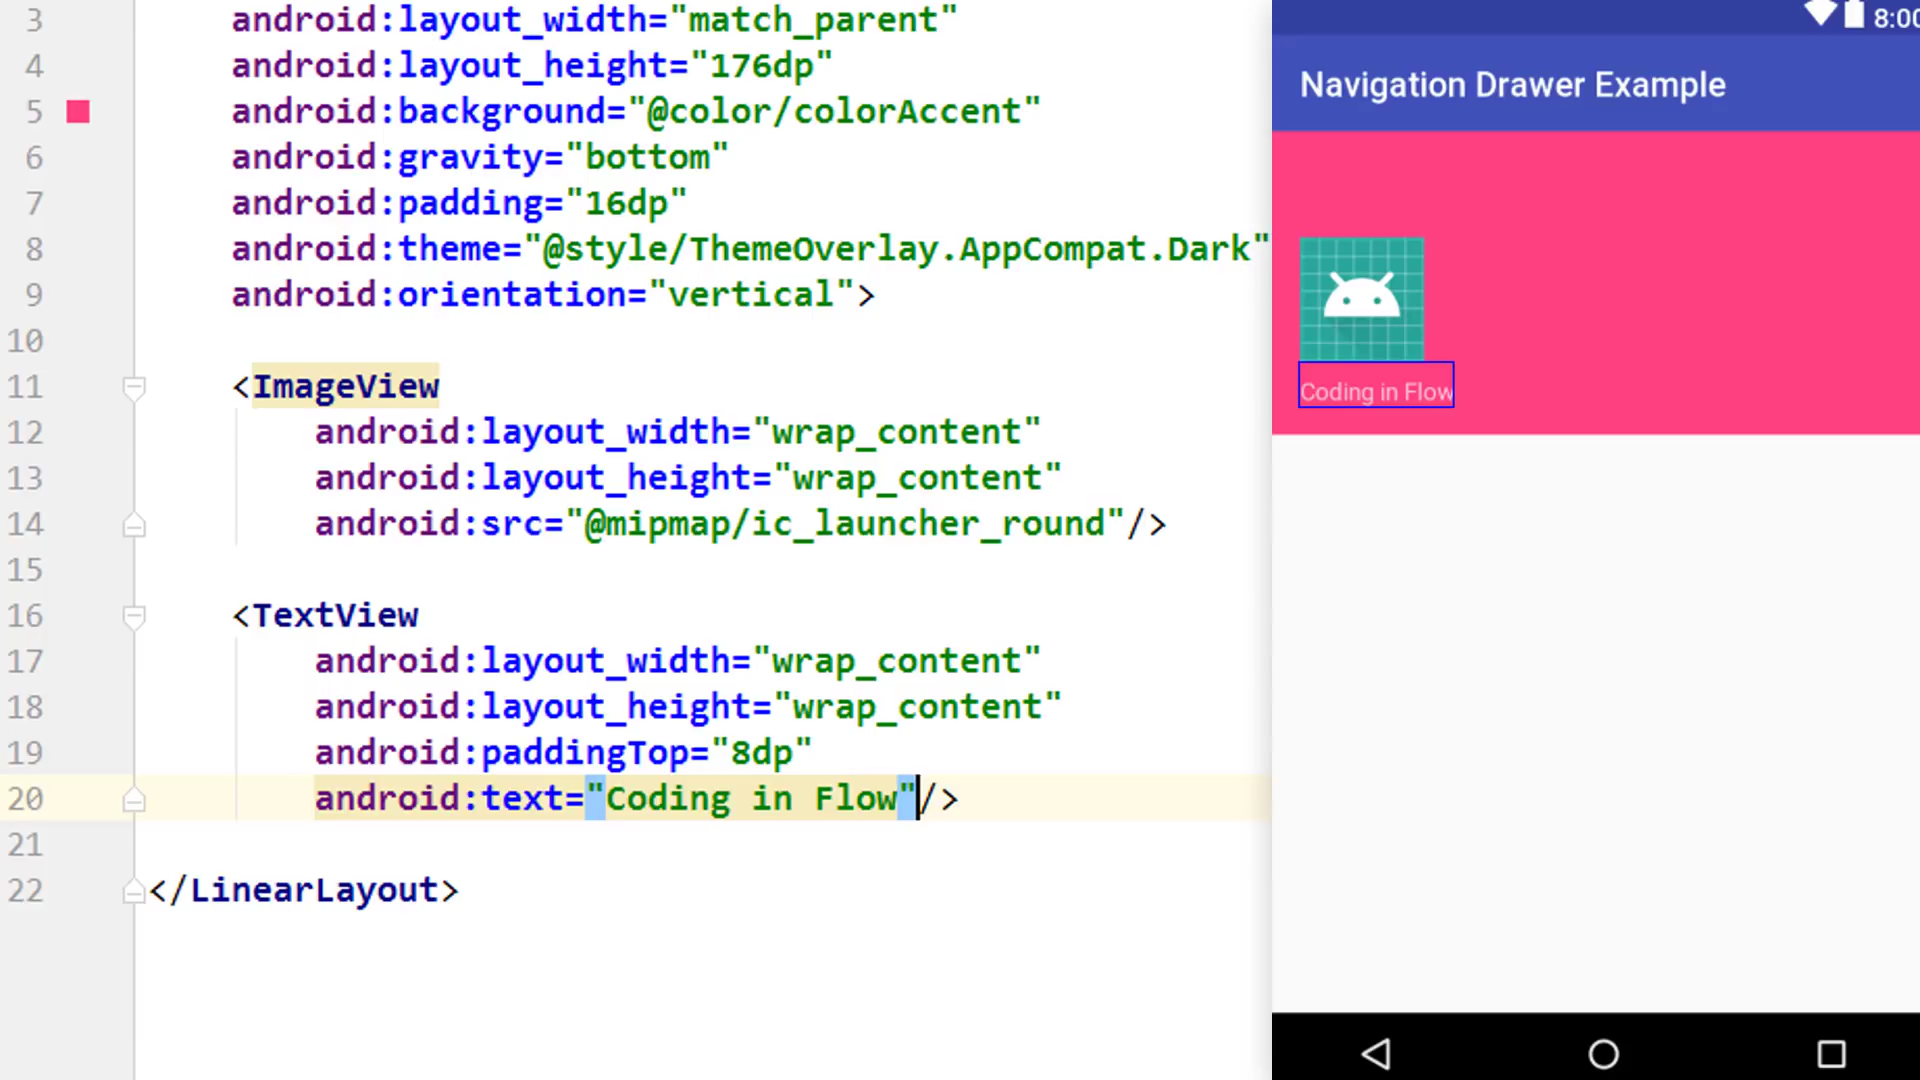 3 android:layout_width="match_parent"
4 android:layout_height="176dp"
5 android:background="@color/colorAccent"
6 android:gravity="bottom"
7 android:padding="16dp"
8 android:theme="@style/ThemeOverlay.AppCompat.Dark"
9 android:orientation="vertical">
10
11 <ImageView
12 android:layout_width="wrap_content"
13 android:layout_height="wrap_content"
14 android:src="@mipmap/ic_launcher_round"/>
15
16 <TextView
17 android:layout_width="wrap_content"
18 android:layout_height="wrap_content"
19 android:paddingTop="8dp"
20 android:text="Coding in Flow"/>
21
22 </LinearLayout>
8:00
Navigation Drawer Example
Coding in Flow